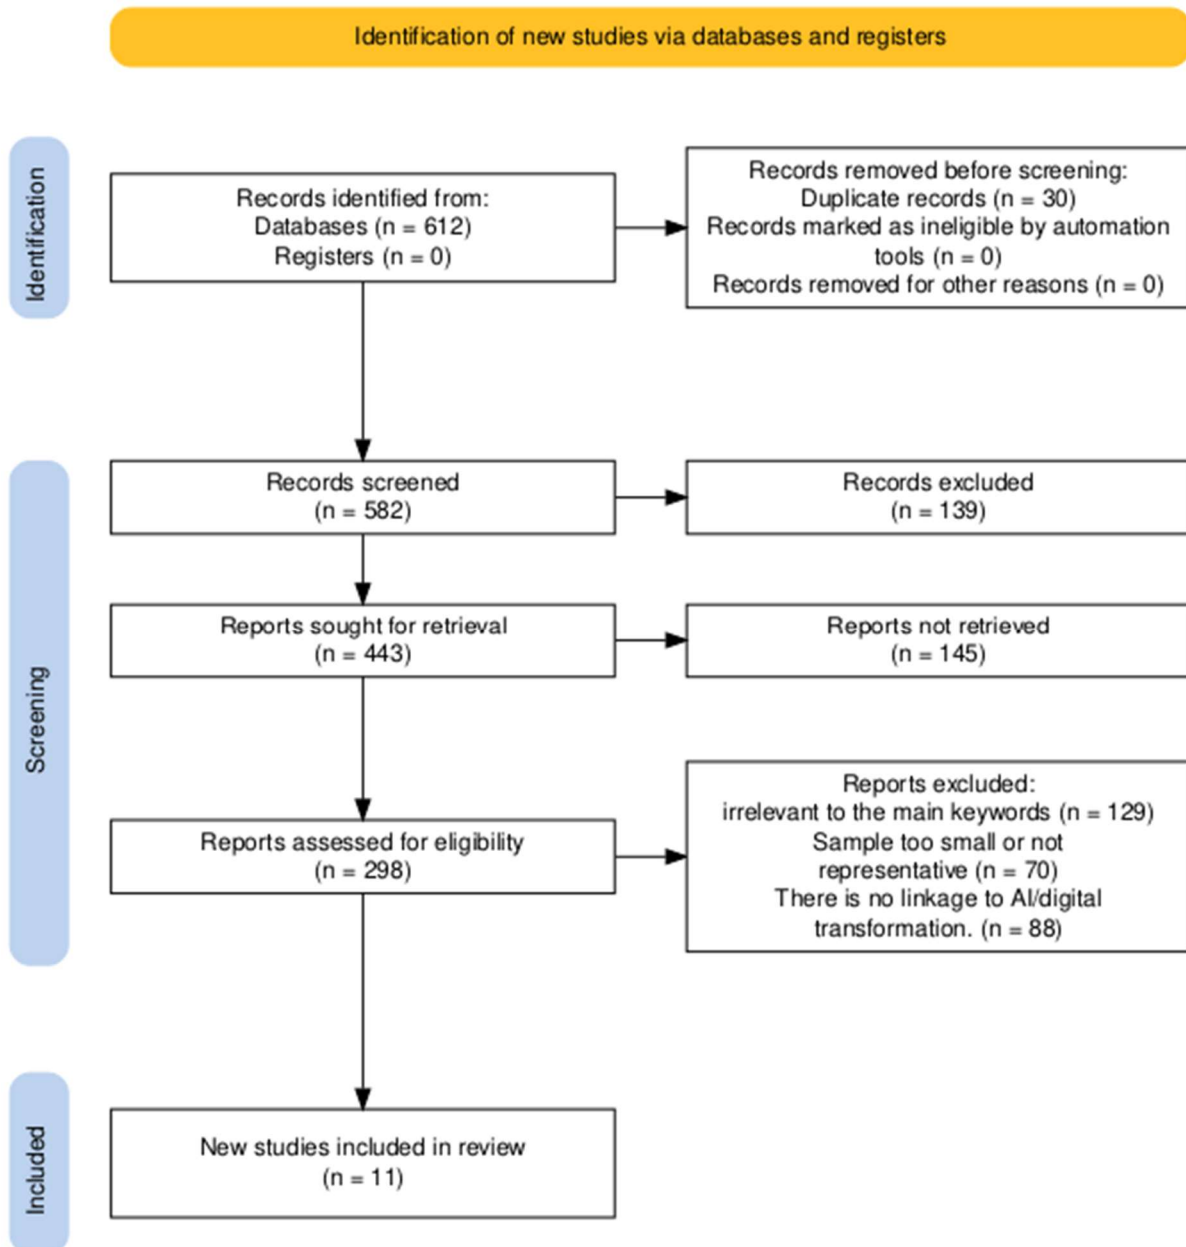 Identification of new studies via databases and registers
Identification
Records identified from:
Databases (n = 612)
Registers (n = 0)
Records removed before screening:
Duplicate records (n = 30)
Records marked as ineligible by automation
tools (n = 0)
Records removed for other reasons (n = 0)
Screening
Records screened
(n = 582)
Records excluded
(n = 139)
Reports sought for retrieval
(n = 443)
Reports not retrieved
(n = 145)
Reports assessed for eligibility
(n = 298)
Reports excluded:
irrelevant to the main keywords (n = 129)
Sample too small or not
representative (n = 70)
There is no linkage to AI/digital
transformation. (n = 88)
Included
New studies included in review
(n = 11)